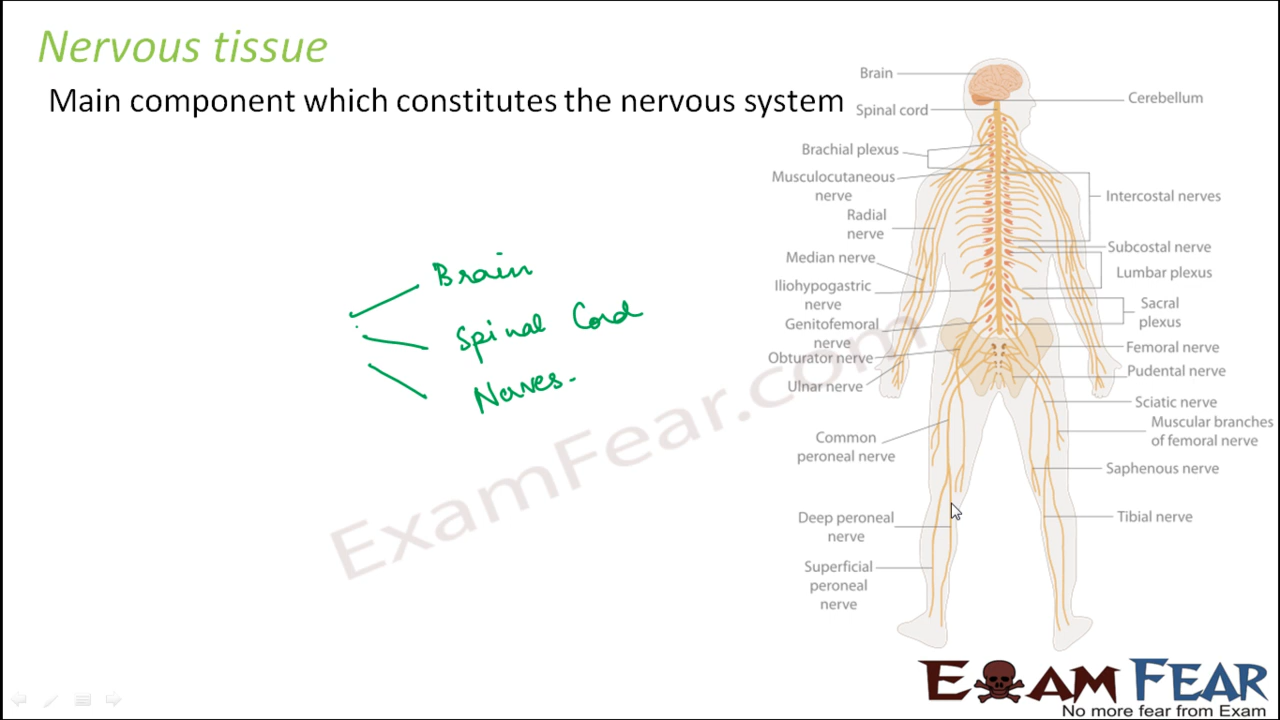 Nervous tissue
Main component which constitutes the nervous system
Brain
Spinal Cord
Nerves.
Brain
Spinal cord
Brachial plexus
Musculocutaneous
nerve
Radial
nerve
Median nerve
Iliohypogastric
nerve
Genitofemoral
nerve
Obturator nerve
Ulnar nerve
Common
peroneal nerve
Deep peroneal
nerve
Superficial
peroneal
nerve
Cerebellum
Intercostal nerves
Subcostal nerve
Lumbar plexus
Sacral
plexus
Femoral nerve
Pudental nerve
Sciatic nerve
Muscular branches
of femoral nerve
Saphenous nerve
Tibial nerve
ExamFear.com
EXAM FEAR
No more fear from Exam